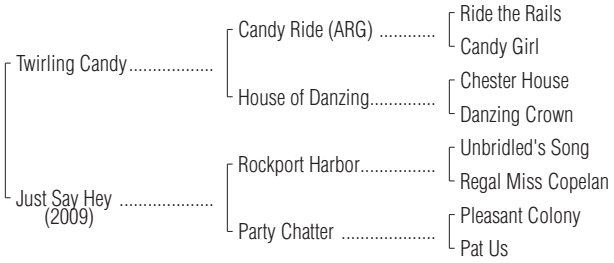 Ride the Rails
Candy Ride (ARG) ............
Candy Girl
Twirling Candy..................
Chester House
House of Danzing..............
Danzing Crown
Unbridled's Song
Rockport Harbor................
Regal Miss Copelan
Just Say Hey ....................
(2009)
Pleasant Colony
Party Chatter ....................
Pat Us